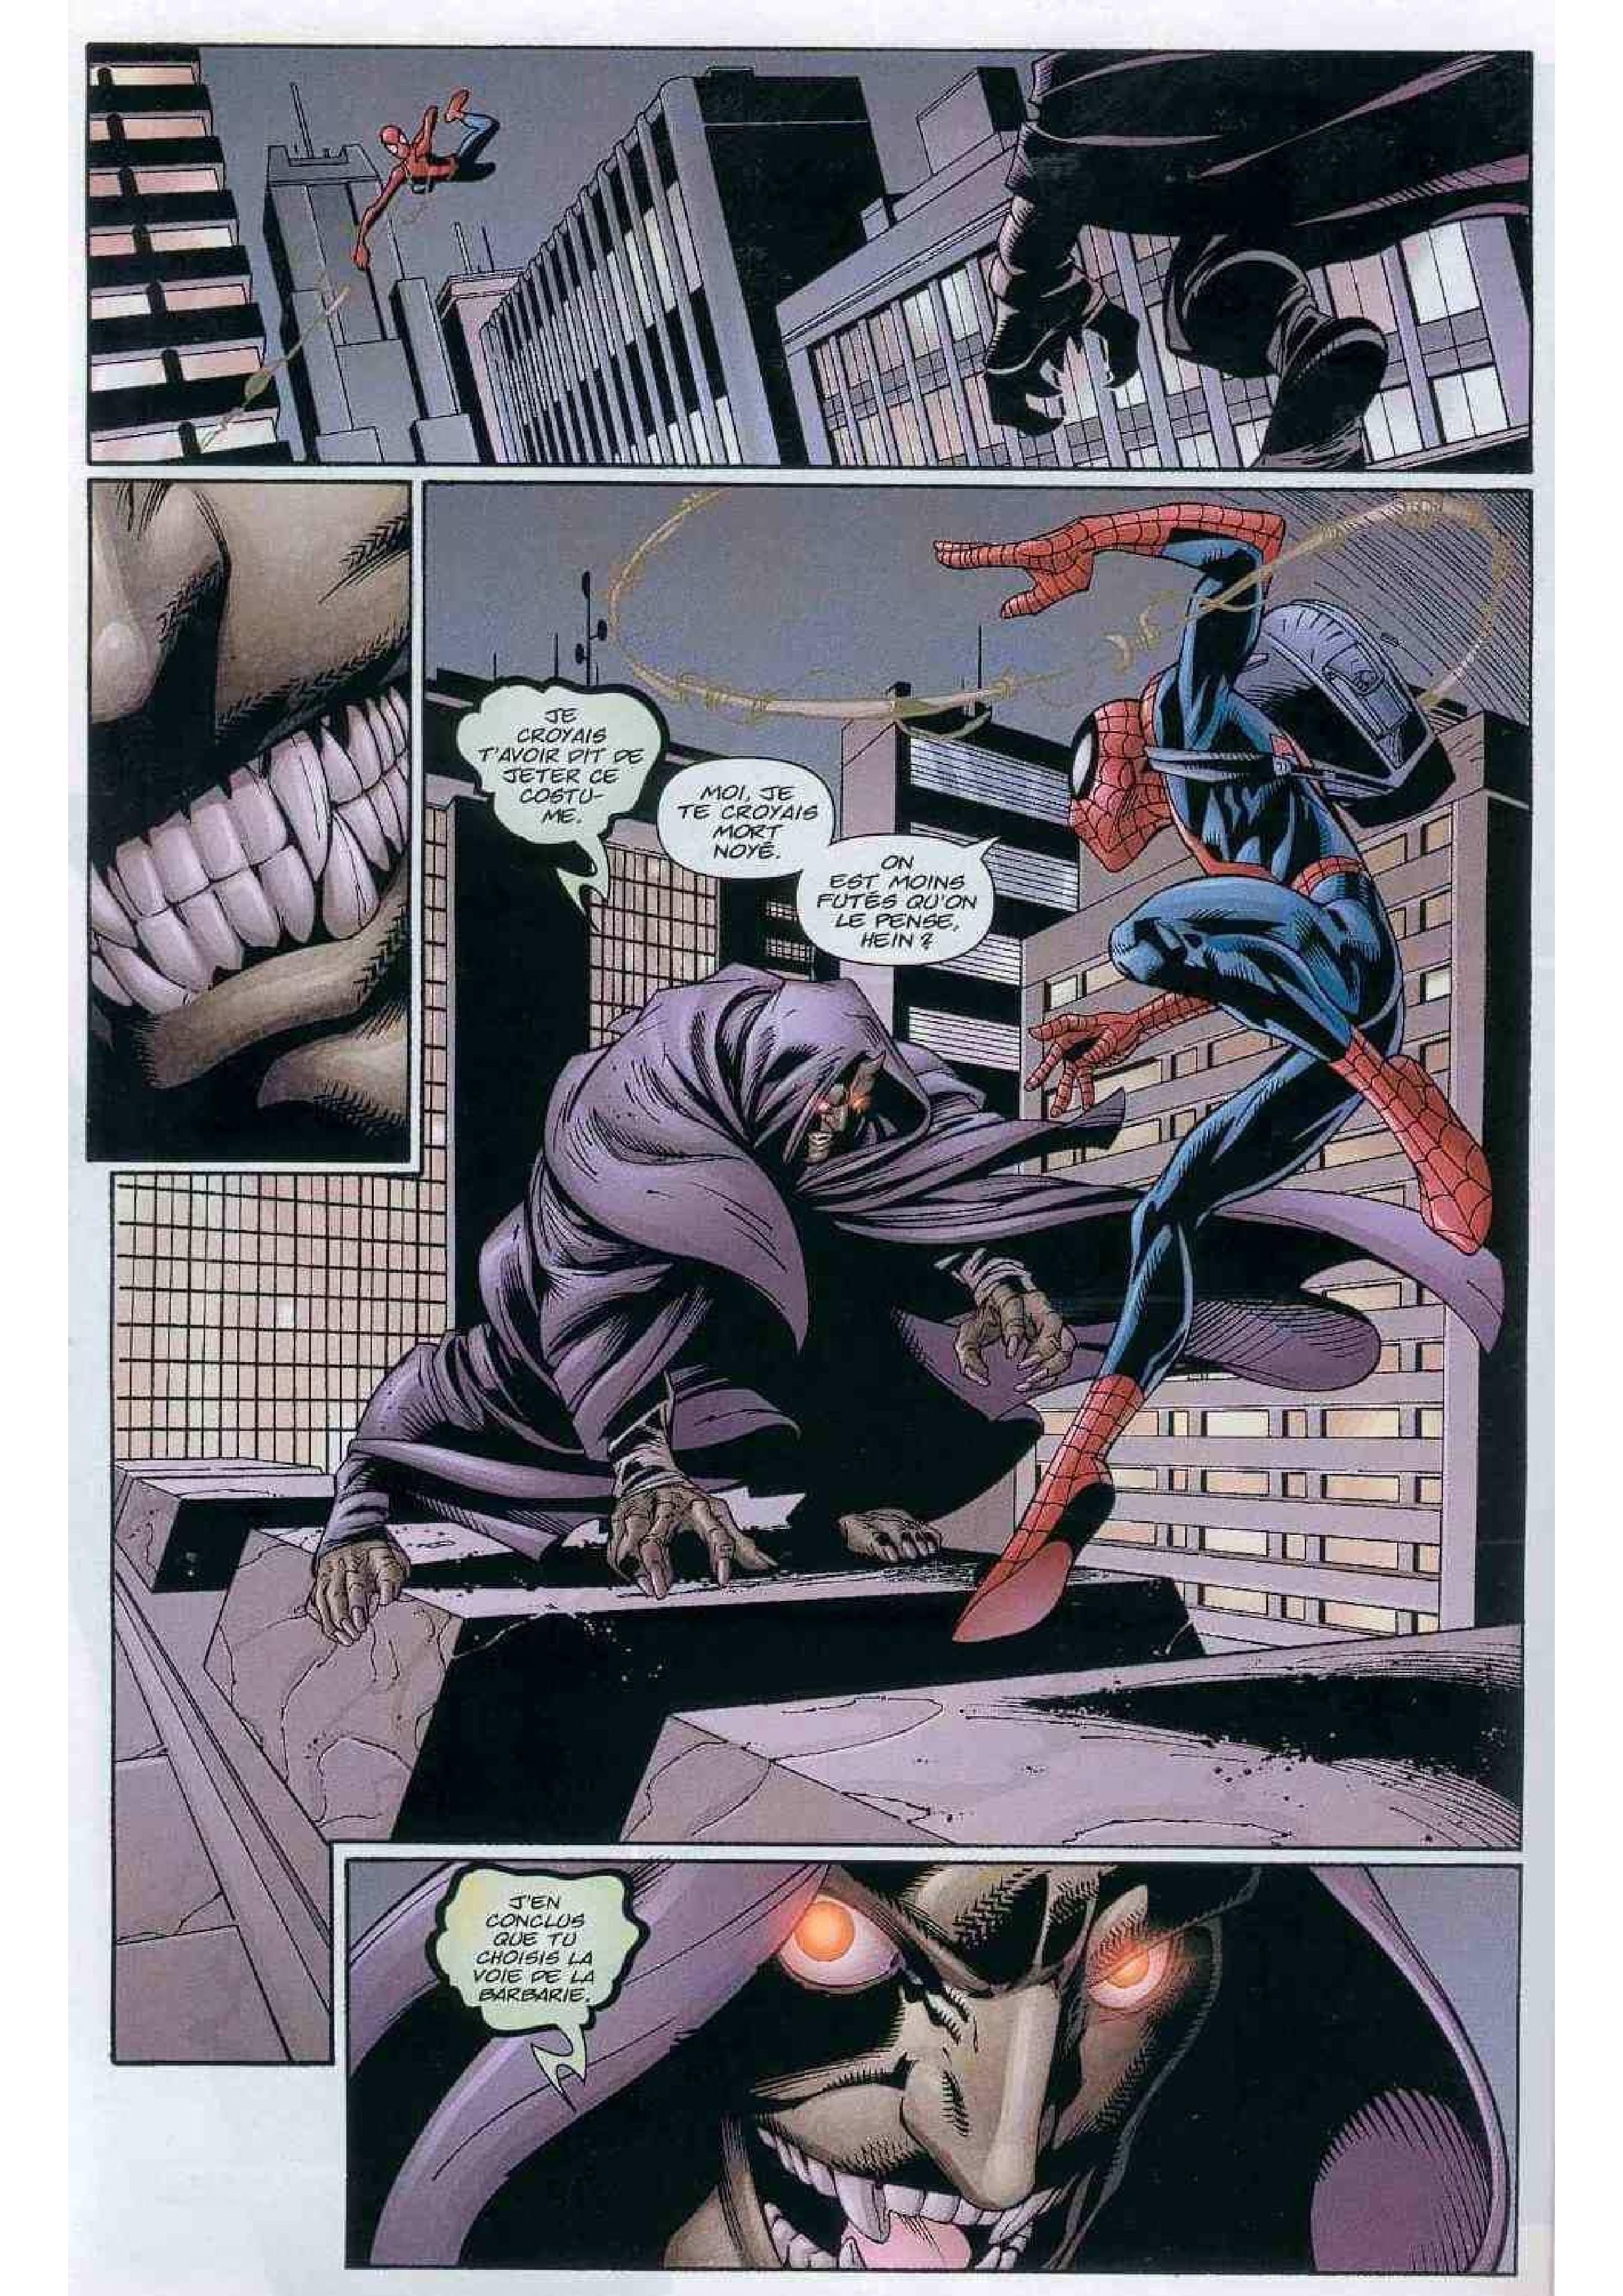 JE
CROYAIS
T'AVOIR DIT DE
JETER CE
COSTU-
ME.
MOI, JE
TE CROYAIS
MORT
NOYÉ.
ON
EST MOINS
FUTÉS QU'ON
LE PENSE,
HEIN ?
J'EN
CONCLUS
QUE TU
CHOISIS LA
VOIE DE LA
BARBARIE.